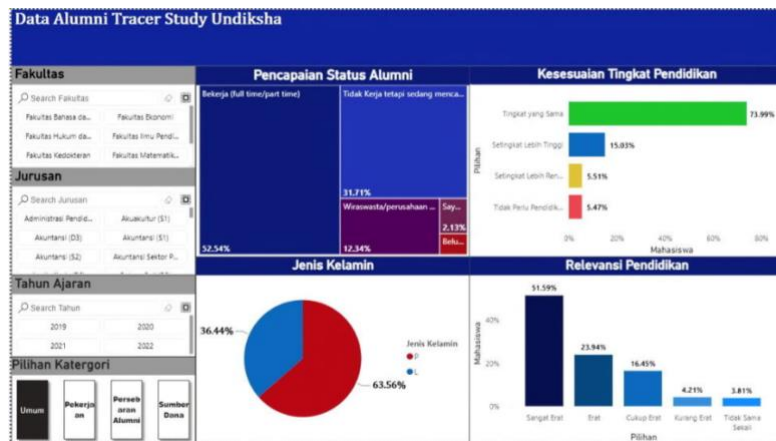 Data Alumni Tracer Study Undiksha
Fakultas
Search Fakultas
Fakultas Bahasa da...
Fakultas Ekonomi
Fakultas Hukum da...
Fakultas Ilmu Pendi...
Fakultas Kedokteran
Fakultas Matematik...
Jurusan
Search Jurusan
Administrasi Pendid...
Akuakultur (S1)
Akuntansi (D3)
Akuntansi (S1)
Akuntansi (S2)
Akuntansi Sektor P...
Tahun Ajaran
Search Tahun
2019
2020
2021
2022
Pilihan Katergori
Umum
Pekerja
an
Perseb
aran
Alumni
Sumber
Dana
Pencapaian Status Alumni
Bekerja (full time/part time)
52.54%
Tidak Kerja tetapi sedang menca...
31.71%
Wiraswasta/perusahaan ...
12.34%
Say...
2.13%
Belu...
Jenis Kelamin
36.44%
63.56%
Jenis Kelamin
P
L
Kesesuaian Tingkat Pendidikan
Pilihan
Tingkat yang Sama
73.99%
Setingkat Lebih Tinggi
15.03%
Setingkat Lebih Ren...
5.51%
Tidak Perlu Pendidik...
5.47%
0%
20%
40%
60%
80%
Mahasiswa
Relevansi Pendidikan
Mahasiswa
40%
20%
0%
51.59%
23.94%
16.45%
4.21%
3.81%
Sangat Erat
Erat
Cukup Erat
Kurang Erat
Tidak Sama
Sekali
Pilihan